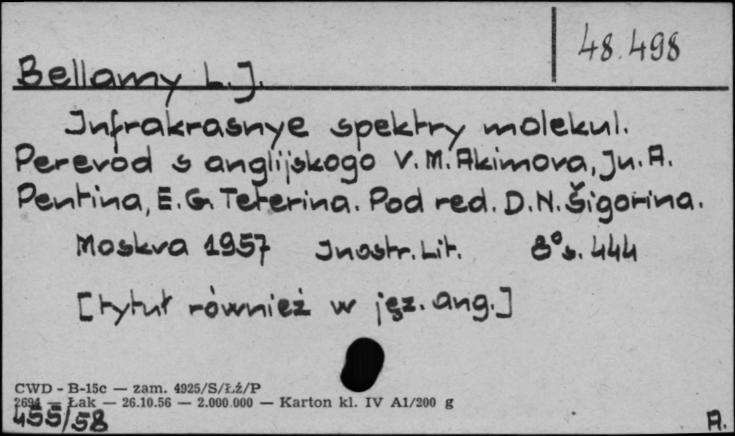 48.498
Bellamy L.J.
Infrakrasnye spektry molekul.
Perevod s anglijskogo V.M. Akimova, Ju. A.
Pentina, E.G. Teterina. Pod red. D.N. Šigorina.
Moskva 1957 Inostr. Lit. 8° s. 444
[tytuł również w jęz. ang.]
CWD - B-15c — zam. 4925/S/Łź/P
2694 — Łak — 26.10.56 — 2.000.000 — Karton kl. IV A1/200 g
455/58 A.